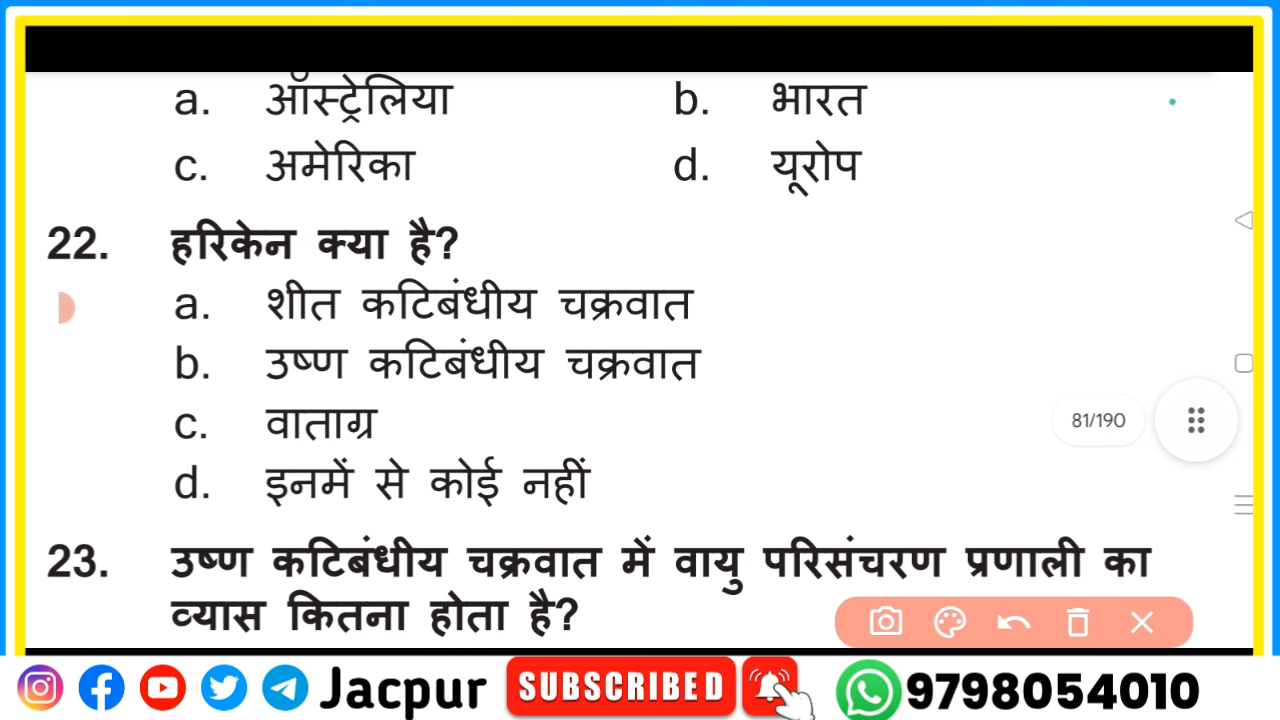 a. ऑस्ट्रेलिया b. भारत
c. अमेरिका d. यूरोप
22. हरिकेन क्या है?
a. शीत कटिबंधीय चक्रवात
b. उष्ण कटिबंधीय चक्रवात
c. वाताग्र
81/190
d. इनमें से कोई नहीं
23. उष्ण कटिबंधीय चक्रवात में वायु परिसंचरण प्रणाली का
व्यास कितना होता है?
Jacpur SUBSCRIBED 9798054010